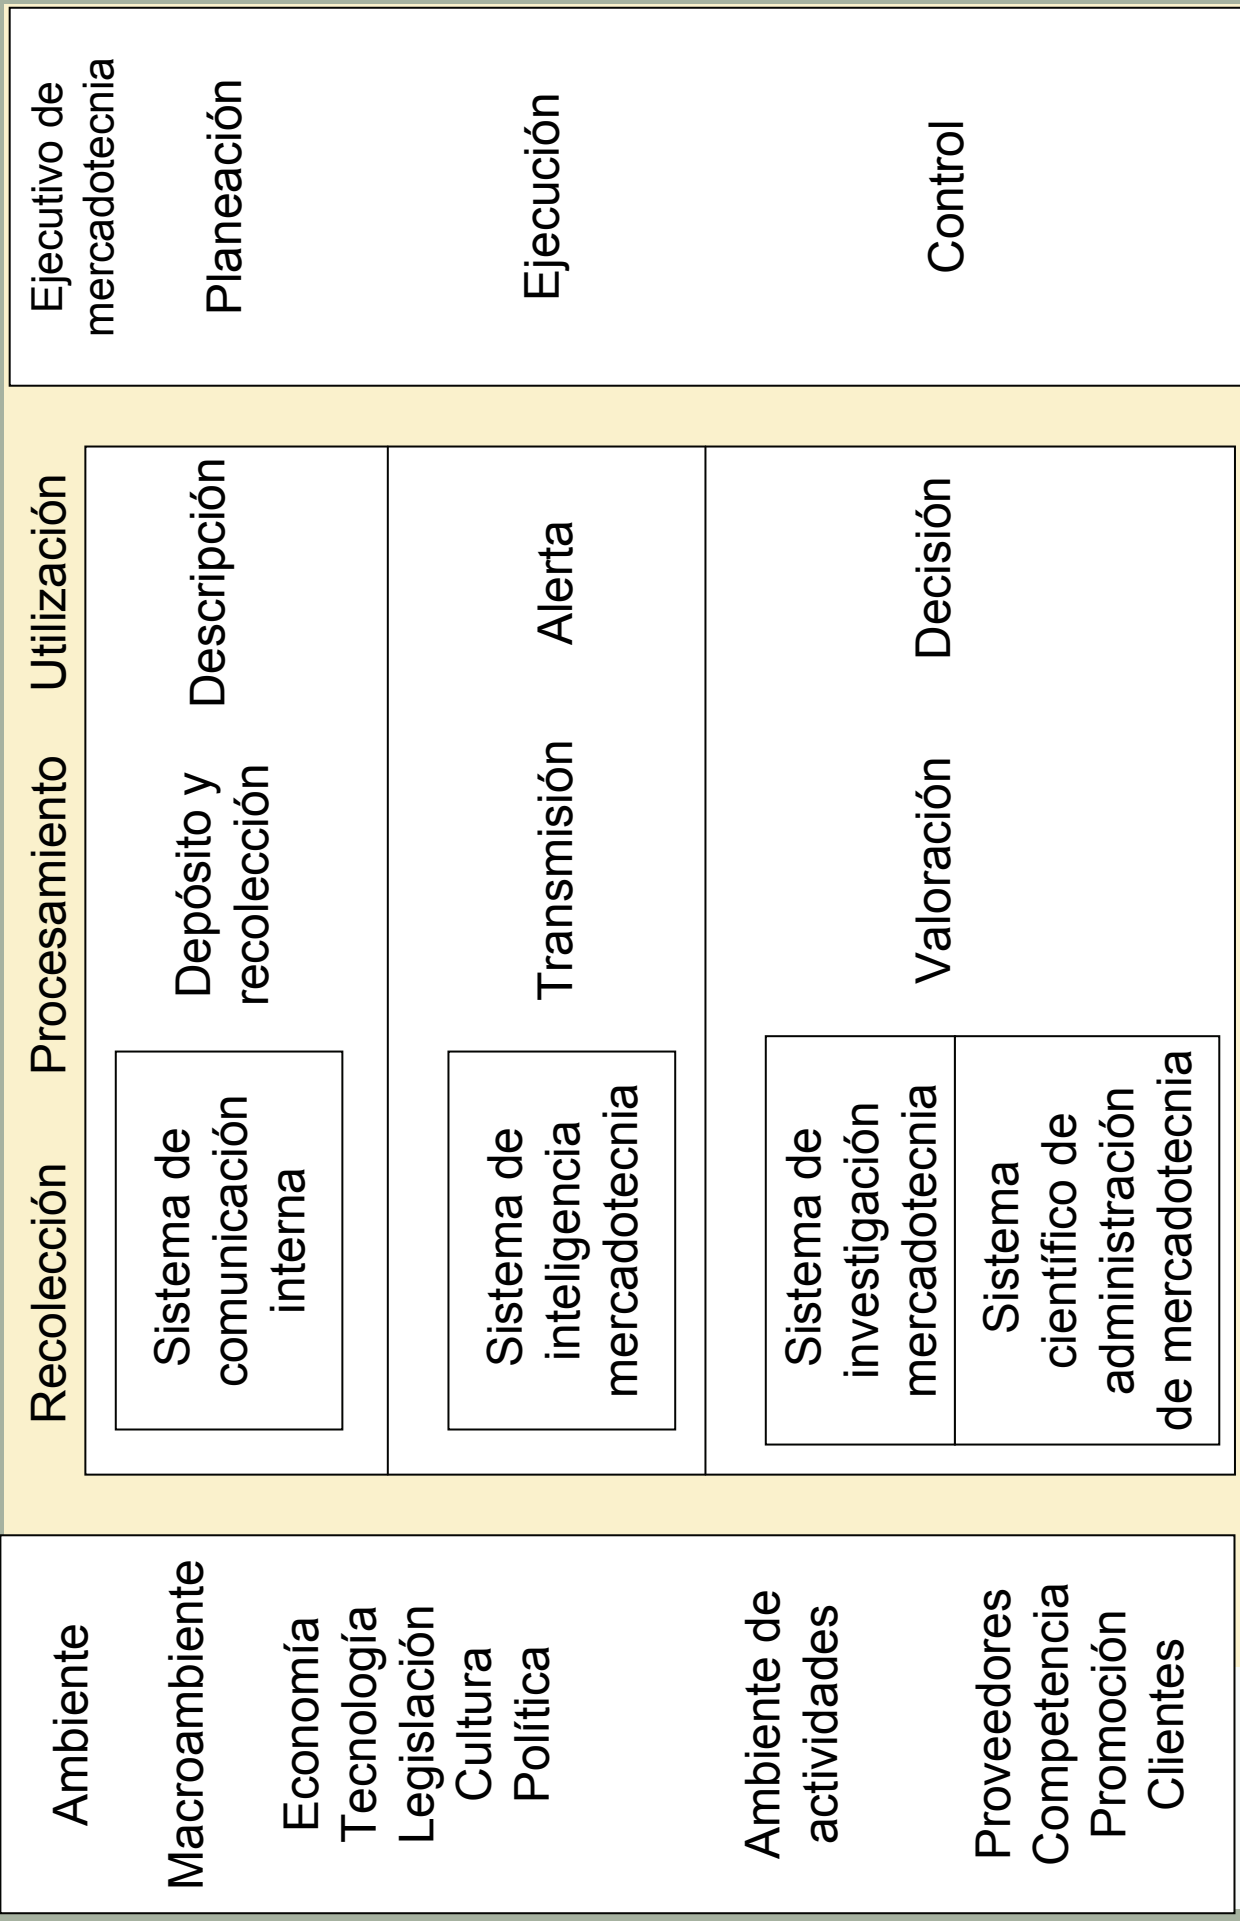 Ambiente
Macroambiente
Economía
Tecnología
Legislación
Cultura
Política
Ambiente de
actividades
Proveedores
Competencia
Promoción
Clientes
Recolección
Procesamiento
Utilización
Sistema de
comunicación
interna
Depósito y
recolección
Descripción
Sistema de
inteligencia
mercadotecnia
Transmisión
Alerta
Sistema de
investigación
mercadotecnia
Sistema
científico de
administración
de mercadotecnia
Valoración
Decisión
Ejecutivo de
mercadotecnia
Planeación
Ejecución
Control